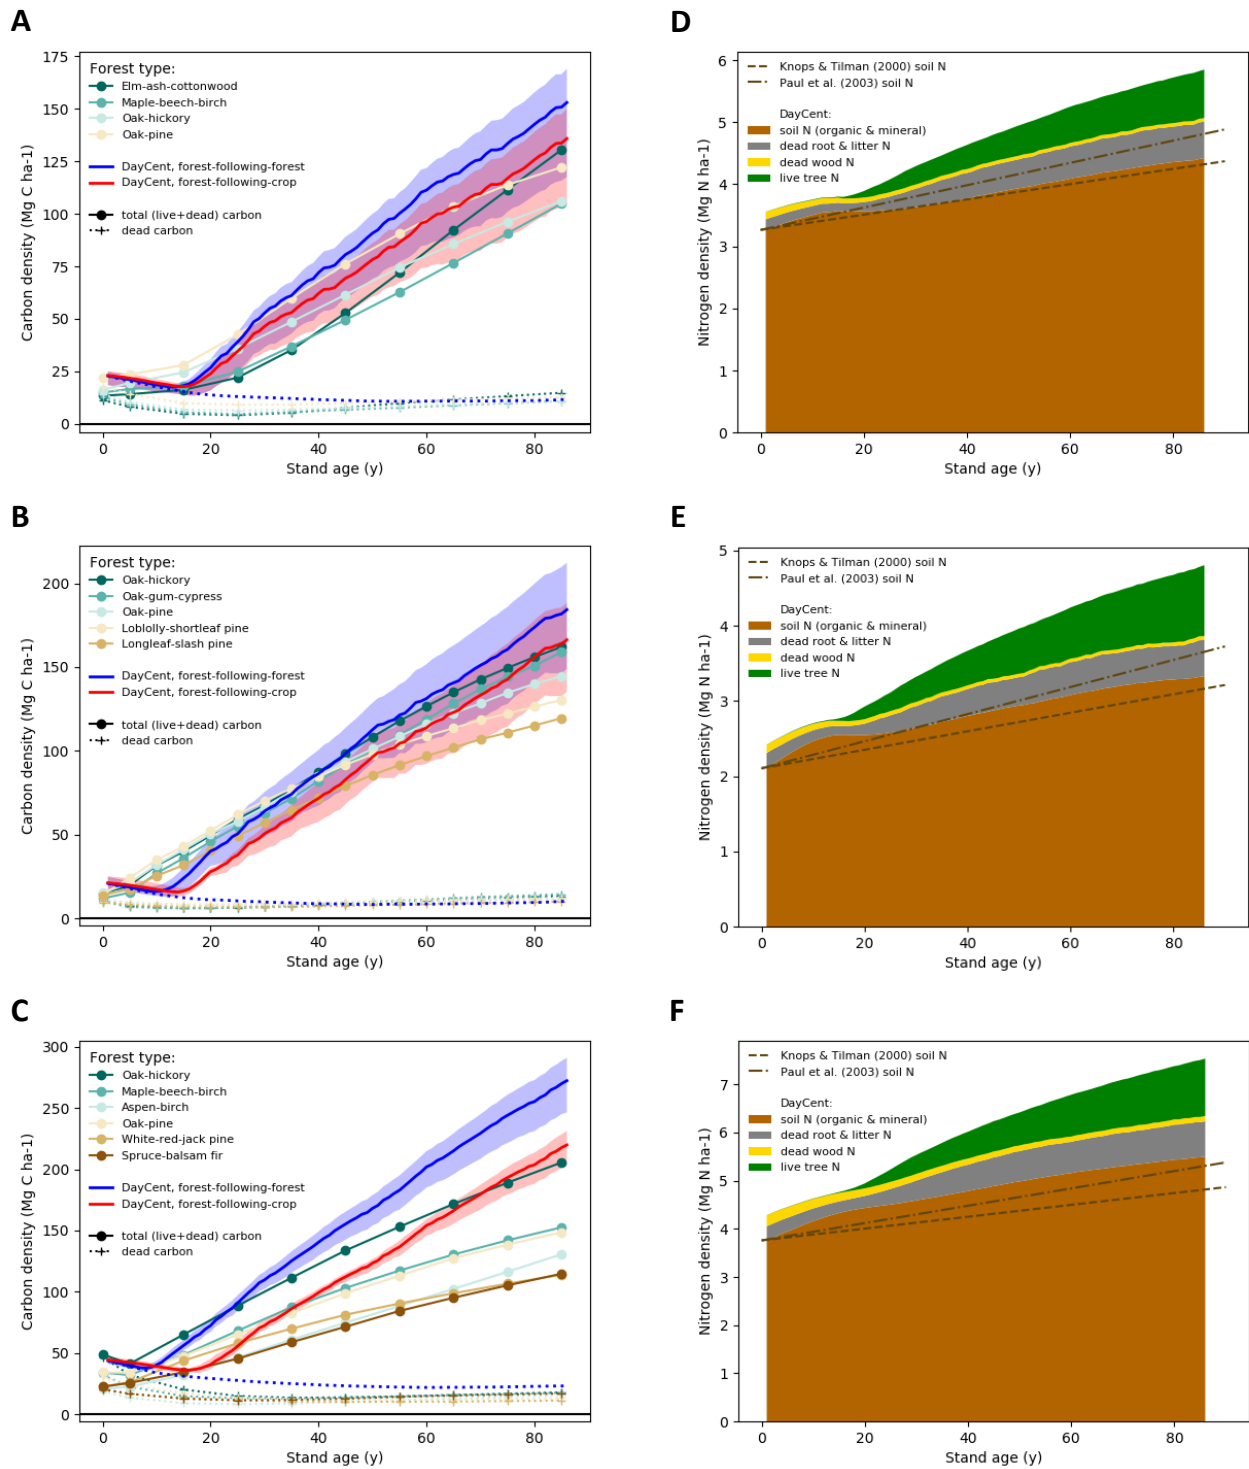 A
175
150
125
100
75
50
25
0
Carbon density (Mg C ha-1)
Forest type:
Elm-ash-cottonwood
Maple-beech-birch
Oak-hickory
Oak-pine
DayCent, forest-following-forest
DayCent, forest-following-crop
total (live+dead) carbon
dead carbon
0 20 40 60 80
Stand age (y)
D
6
5
4
3
2
1
0
Nitrogen density (Mg N ha-1)
Knops & Tilman (2000) soil N
Paul et al. (2003) soil N
DayCent:
soil N (organic & mineral)
dead root & litter N
dead wood N
live tree N
0 20 40 60 80
Stand age (y)
B
200
150
100
50
0
Carbon density (Mg C ha-1)
Forest type:
Oak-hickory
Oak-gum-cypress
Oak-pine
Loblolly-shortleaf pine
Longleaf-slash pine
DayCent, forest-following-forest
DayCent, forest-following-crop
total (live+dead) carbon
dead carbon
0 20 40 60 80
Stand age (y)
E
5
4
3
2
1
0
Nitrogen density (Mg N ha-1)
Knops & Tilman (2000) soil N
Paul et al. (2003) soil N
DayCent:
soil N (organic & mineral)
dead root & litter N
dead wood N
live tree N
0 20 40 60 80
Stand age (y)
C
300
250
200
150
100
50
0
Carbon density (Mg C ha-1)
Forest type:
Oak-hickory
Maple-beech-birch
Aspen-birch
Oak-pine
White-red-jack pine
Spruce-balsam fir
DayCent, forest-following-forest
DayCent, forest-following-crop
total (live+dead) carbon
dead carbon
0 20 40 60 80
Stand age (y)
F
7
6
5
4
3
2
1
0
Nitrogen density (Mg N ha-1)
Knops & Tilman (2000) soil N
Paul et al. (2003) soil N
DayCent:
soil N (organic & mineral)
dead root & litter N
dead wood N
live tree N
0 20 40 60 80
Stand age (y)